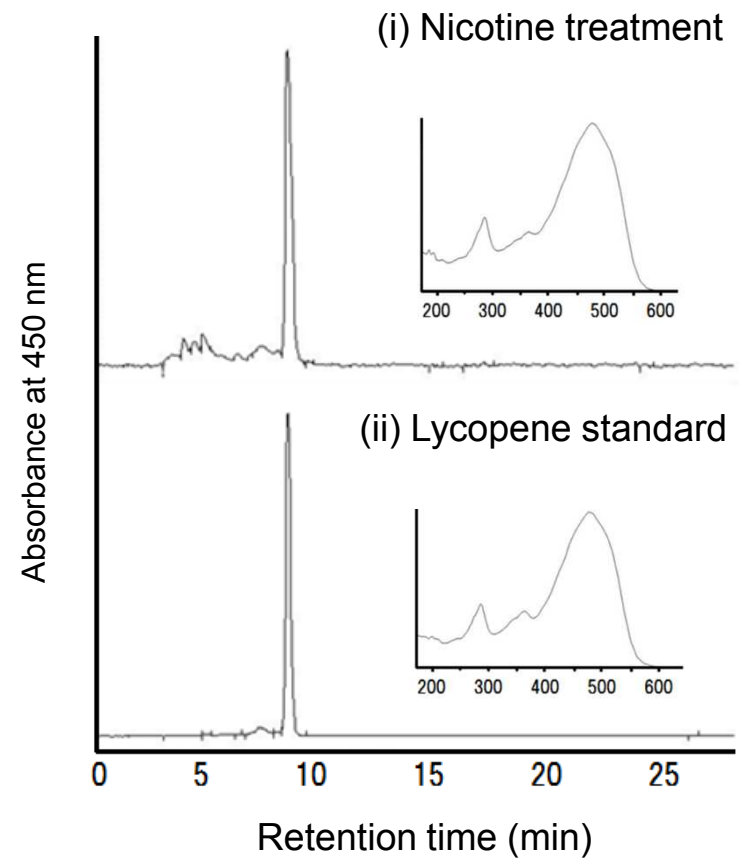 (i) Nicotine treatment
200 300 400 500 600
(ii) Lycopene standard
200 300 400 500 600
Absorbance at 450 nm
0 5 10 15 20 25
Retention time (min)